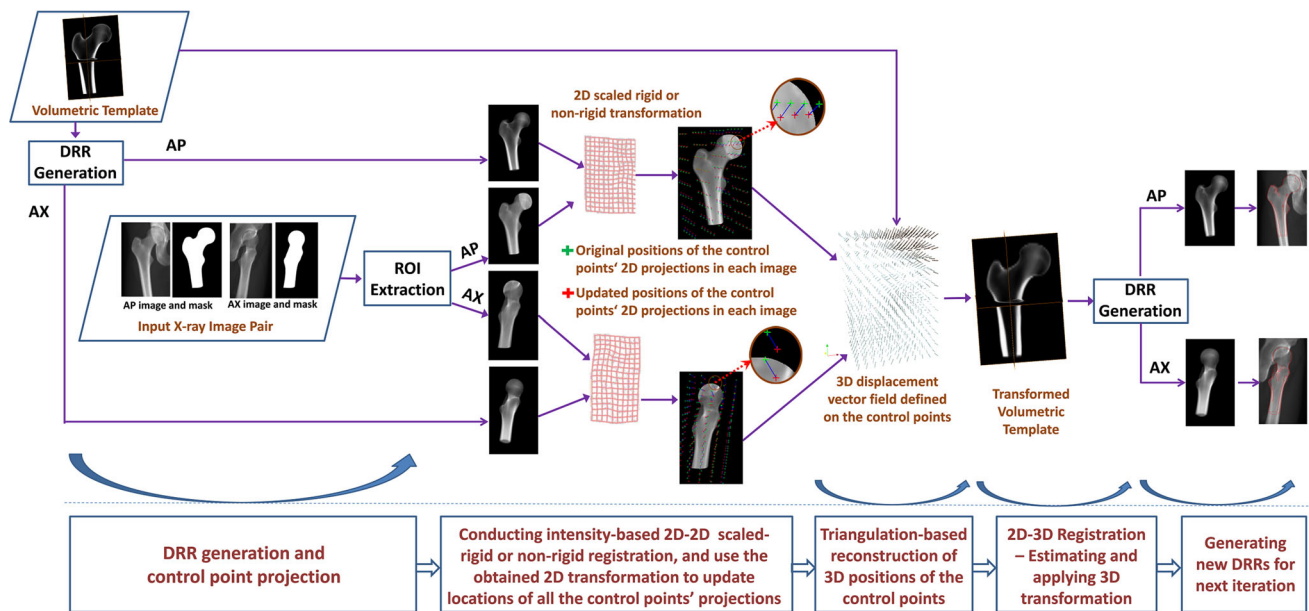 Volumetric Template
DRR
Generation
AP
AX
AP image and mask
AX image and mask
Input X-ray Image Pair
ROI
Extraction
AP
AX
2D scaled rigid or
non-rigid transformation
Original positions of the control
points‘ 2D projections in each image
Updated positions of the control
points‘ 2D projections in each image
3D displacement
vector field defined
on the control points
Transformed
Volumetric
Template
DRR
Generation
AP
AX
DRR generation and
control point projection
Conducting intensity-based 2D-2D scaled-
rigid or non-rigid registration, and use the
obtained 2D transformation to update
locations of all the control points’ projections
Triangulation-based
reconstruction of
3D positions of the
control points
2D-3D Registration
– Estimating and
applying 3D
transformation
Generating
new DRRs for
next iteration